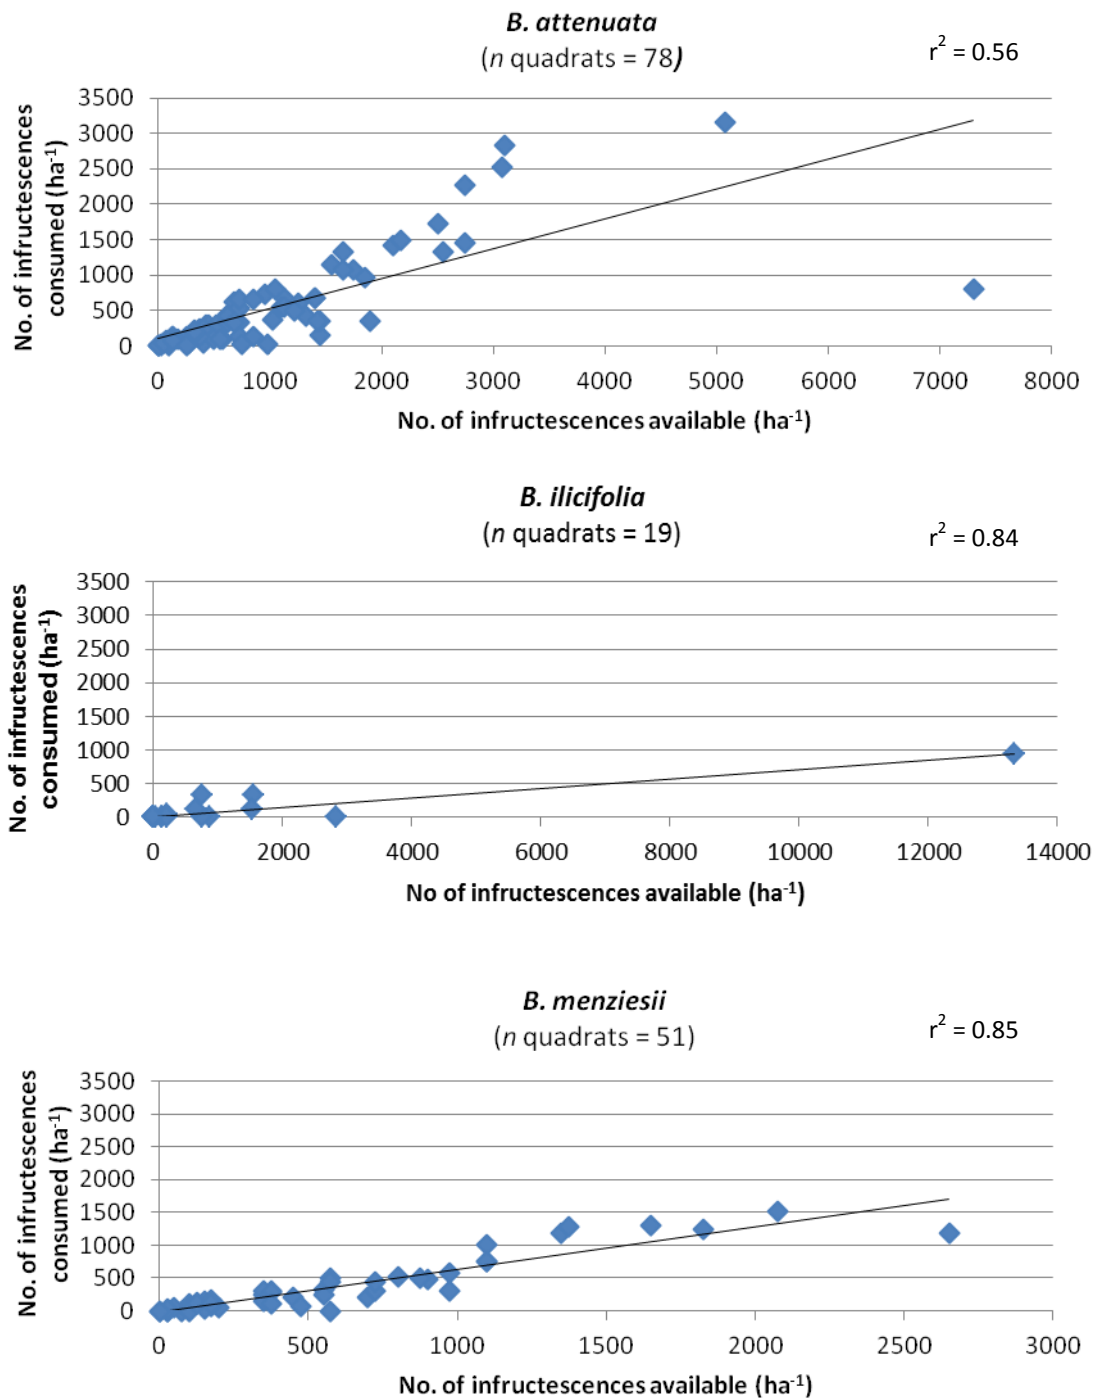 B. attenuata
(n quadrats = 78)
r² = 0.56
No. of infructescences
consumed (ha⁻¹)
3500
3000
2500
2000
1500
1000
500
0
0 1000 2000 3000 4000 5000 6000 7000 8000
No. of infructescences available (ha⁻¹)
B. ilicifolia
(n quadrats = 19)
r² = 0.84
No. of infructescences
consumed (ha⁻¹)
3500
3000
2500
2000
1500
1000
500
0
0 2000 4000 6000 8000 10000 12000 14000
No of infructescences available (ha⁻¹)
B. menziesii
(n quadrats = 51)
r² = 0.85
No. of infructescences
consumed (ha⁻¹)
3500
3000
2500
2000
1500
1000
500
0
0 500 1000 1500 2000 2500 3000
No. of infructescences available (ha⁻¹)